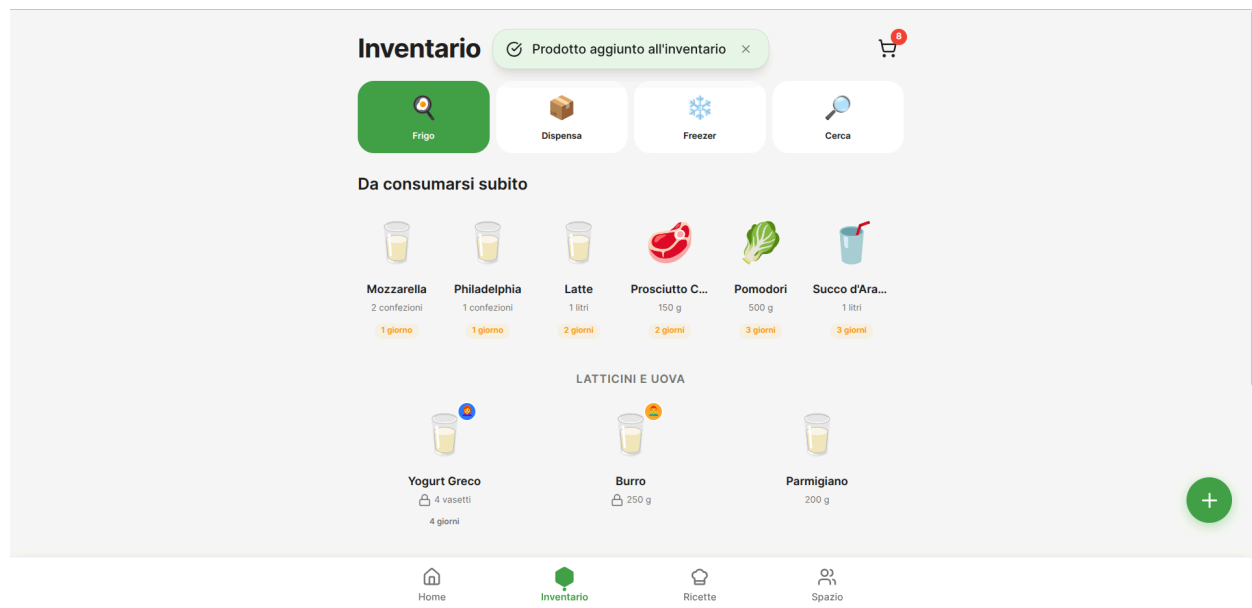 Inventario
Prodotto aggiunto all'inventario
8
Frigo
Dispensa
Freezer
Cerca
Da consumarsi subito
Mozzarella
2 confezioni
1 giorno
Philadelphia
1 confezioni
1 giorno
Latte
1 litri
2 giorni
Prosciutto C...
150 g
2 giorni
Pomodori
500 g
3 giorni
Succo d'Ara...
1 litri
3 giorni
LATTICINI E UOVA
Yogurt Greco
4 vasetti
4 giorni
Burro
250 g
Parmigiano
200 g
Home
Inventario
Ricette
Spazio